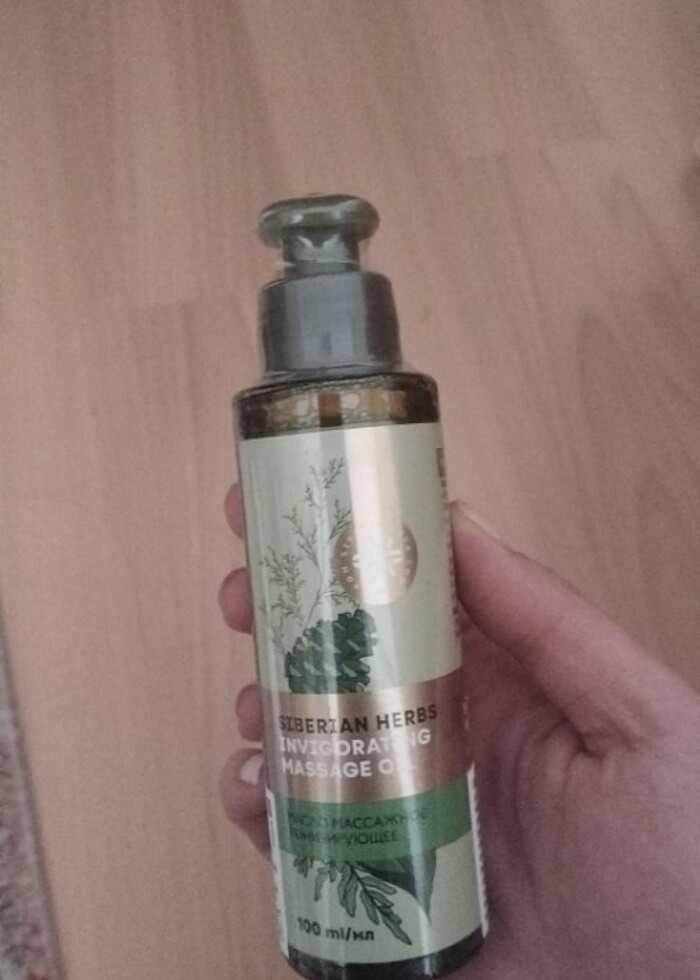 SIBERIAN HERBS
INVIGORATING
MASSAGE OIL
МАСЛО МАССАЖНОЕ
ТОНИЗИРУЮЩЕЕ
100 ml/мл